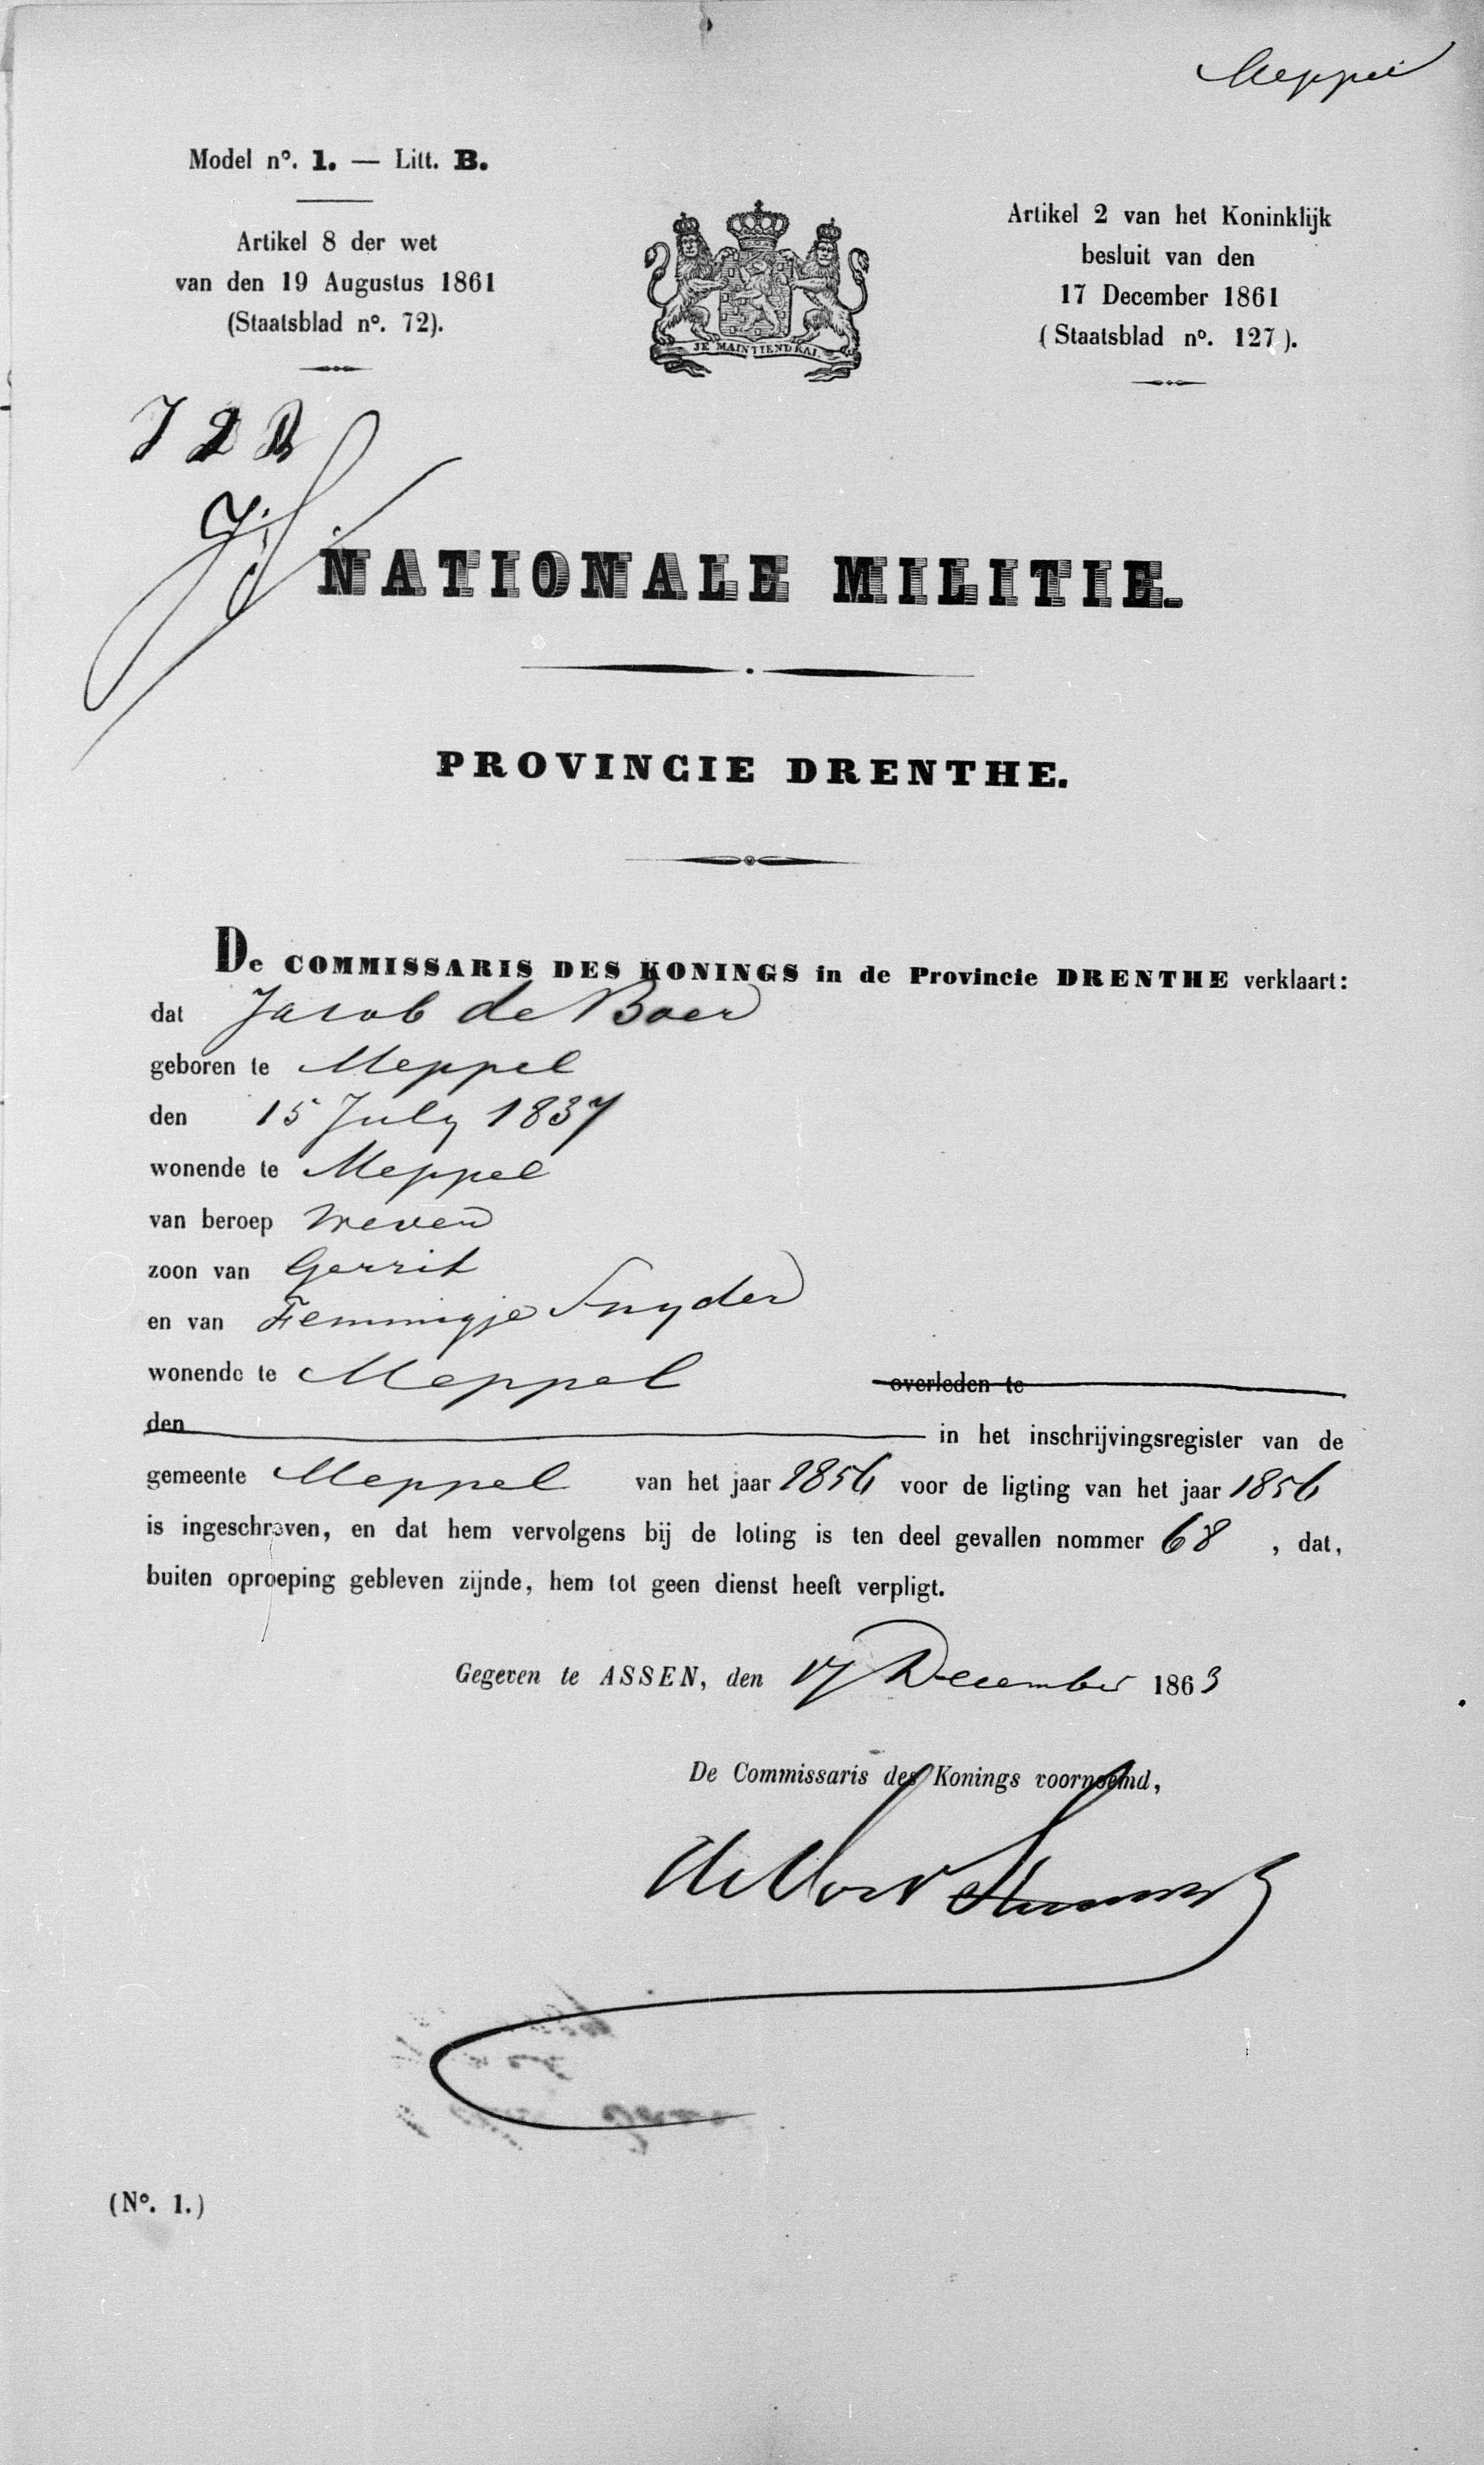 Meppel
Model nº. 1. — Litt. B.
Artikel 8 der wet
van den 19 Augustus 1861
(Staatsblad nº. 72).
Artikel 2 van het Koninklijk
besluit van den
17 December 1861
(Staatsblad nº. 127).
JE MAINTIENDRAI.
NATIONALE MILITIE.
PROVINCIE DRENTHE.
De COMMISSARIS DES KONINGS in de Provincie DRENTHE verklaart:
dat Jacob de Boer
geboren te Meppel
den 15 July 1837
wonende te Meppel
van beroep wever
zoon van Gerrit
en van Femmigje Snyder
wonende te Meppel overleden te
den in het inschrijvingsregister van de
gemeente Meppel van het jaar 1856 voor de ligting van het jaar 1856
is ingeschreven, en dat hem vervolgens bij de loting is ten deel gevallen nommer 68, dat,
buiten oproeping gebleven zijnde, hem tot geen dienst heeft verpligt.
Gegeven te ASSEN, den 17 December 1863
De Commissaris des Konings voornoemd,
(Nº. 1.)